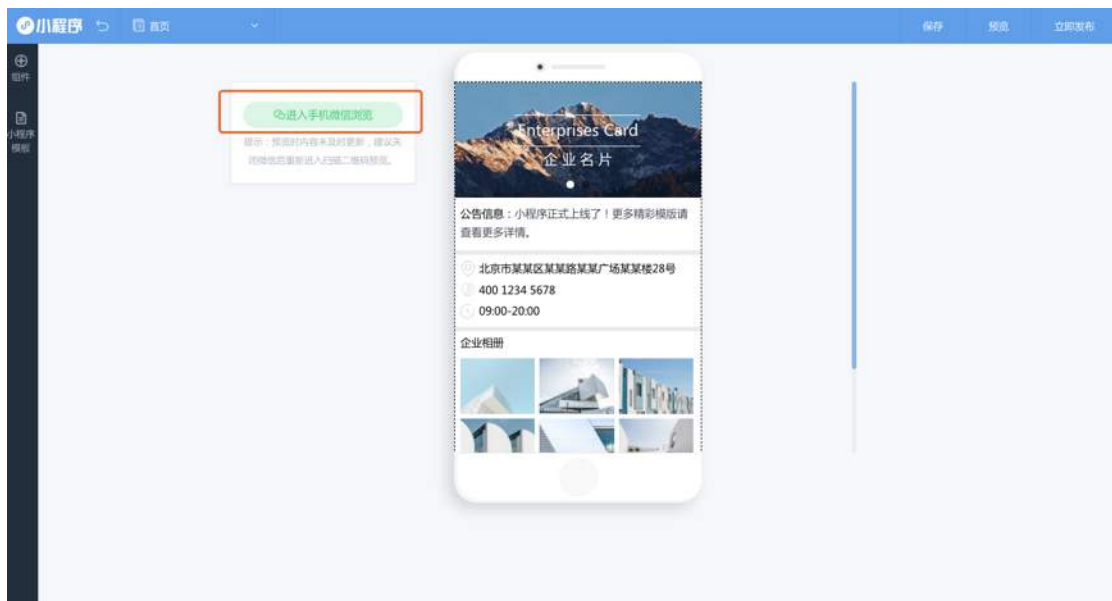 小程序
首页
保存
预览
立即发布
组件
小程序
模板
进入手机微信浏览
提示：预览时内容未及时更新，建议关
闭微信后重新进入扫描二维码预览。
Enterprises Card
企业名片
公告信息：小程序正式上线了！更多精彩模版请
查看更多详情。
北京市某某区某某路某某广场某某楼28号
400 1234 5678
09:00-20:00
企业相册